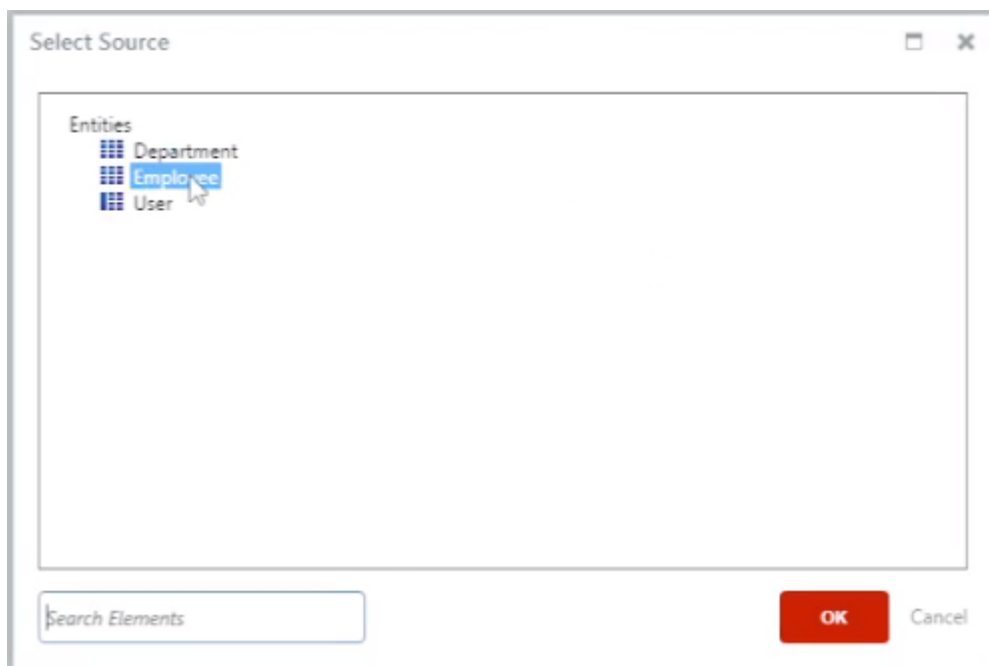 Select Source
Entities
Department
Employee
User
Search Elements
OK
Cancel